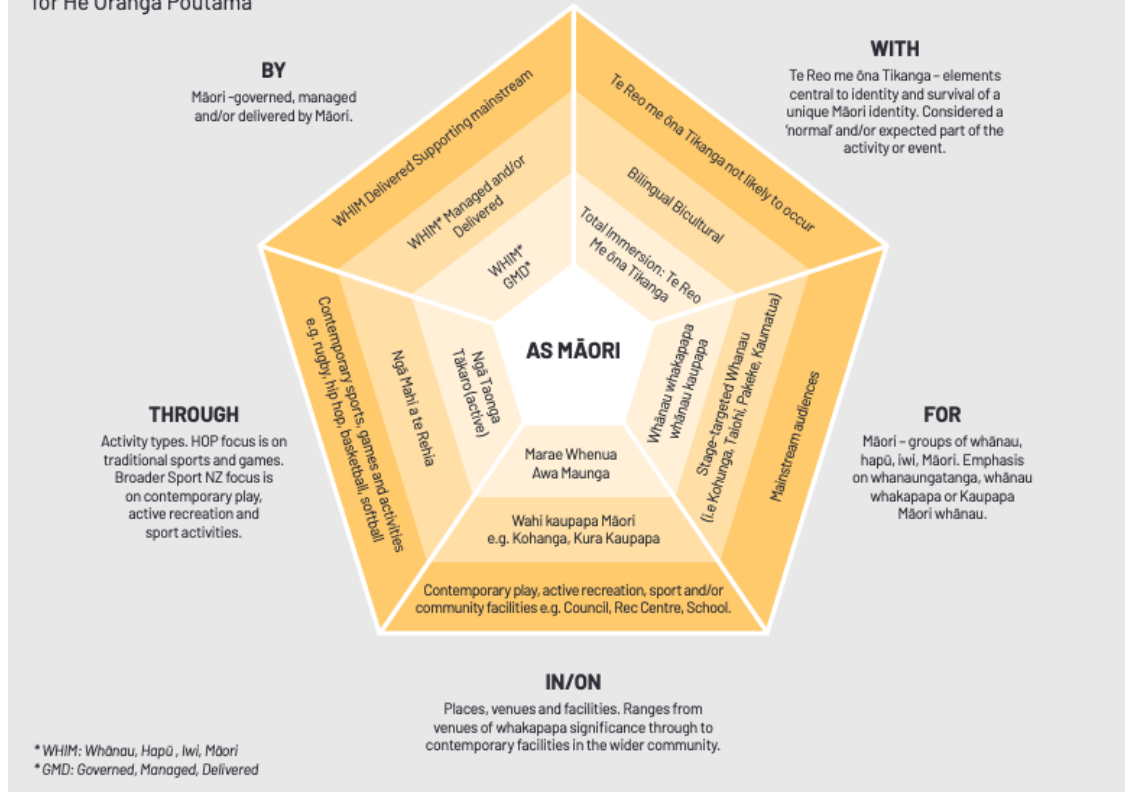 for He Oranga Poutama
BY
Māori –governed, managed
and/or delivered by Māori.
WITH
Te Reo me ōna Tikanga – elements
central to identity and survival of a
unique Māori identity. Considered a
'normal' and/or expected part of the
activity or event.
WHIM Delivered Supporting mainstream
WHIM* Managed and/or
Delivered
WHIM*
GMD*
Te Reo me ōna Tikanga not likely to occur
Bilingual Bicultural
Total Immersion: Te Reo
Me ōna Tikanga
AS MĀORI
THROUGH
Activity types. HOP focus is on
traditional sports and games.
Broader Sport NZ focus is
on contemporary play,
active recreation and
sport activities.
Contemporary sports, games and activities
e.g. rugby, hip hop, basketball, softball
Ngā Mahi a te Rehia
Ngā Taonga
Tākaro(active)
Whānau whakapapa
whānau kaupapa
Stage-targeted Whanau
(i.e Kohunga, Taiohi, Pakeke, Kaumatua)
Mainstream audiences
FOR
Māori – groups of whānau,
hapū, iwi, Māori. Emphasis
on whanaungatanga, whānau
whakapapa or Kaupapa
Māori whānau.
Marae Whenua
Awa Maunga
Wahi kaupapa Māori
e.g. Kohanga, Kura Kaupapa
Contemporary play, active recreation, sport and/or
community facilities e.g. Council, Rec Centre, School.
IN/ON
Places, venues and facilities. Ranges from
venues of whakapapa significance through to
contemporary facilities in the wider community.
* WHIM: Whānau, Hapū , Iwi, Māori
* GMD: Governed, Managed, Delivered